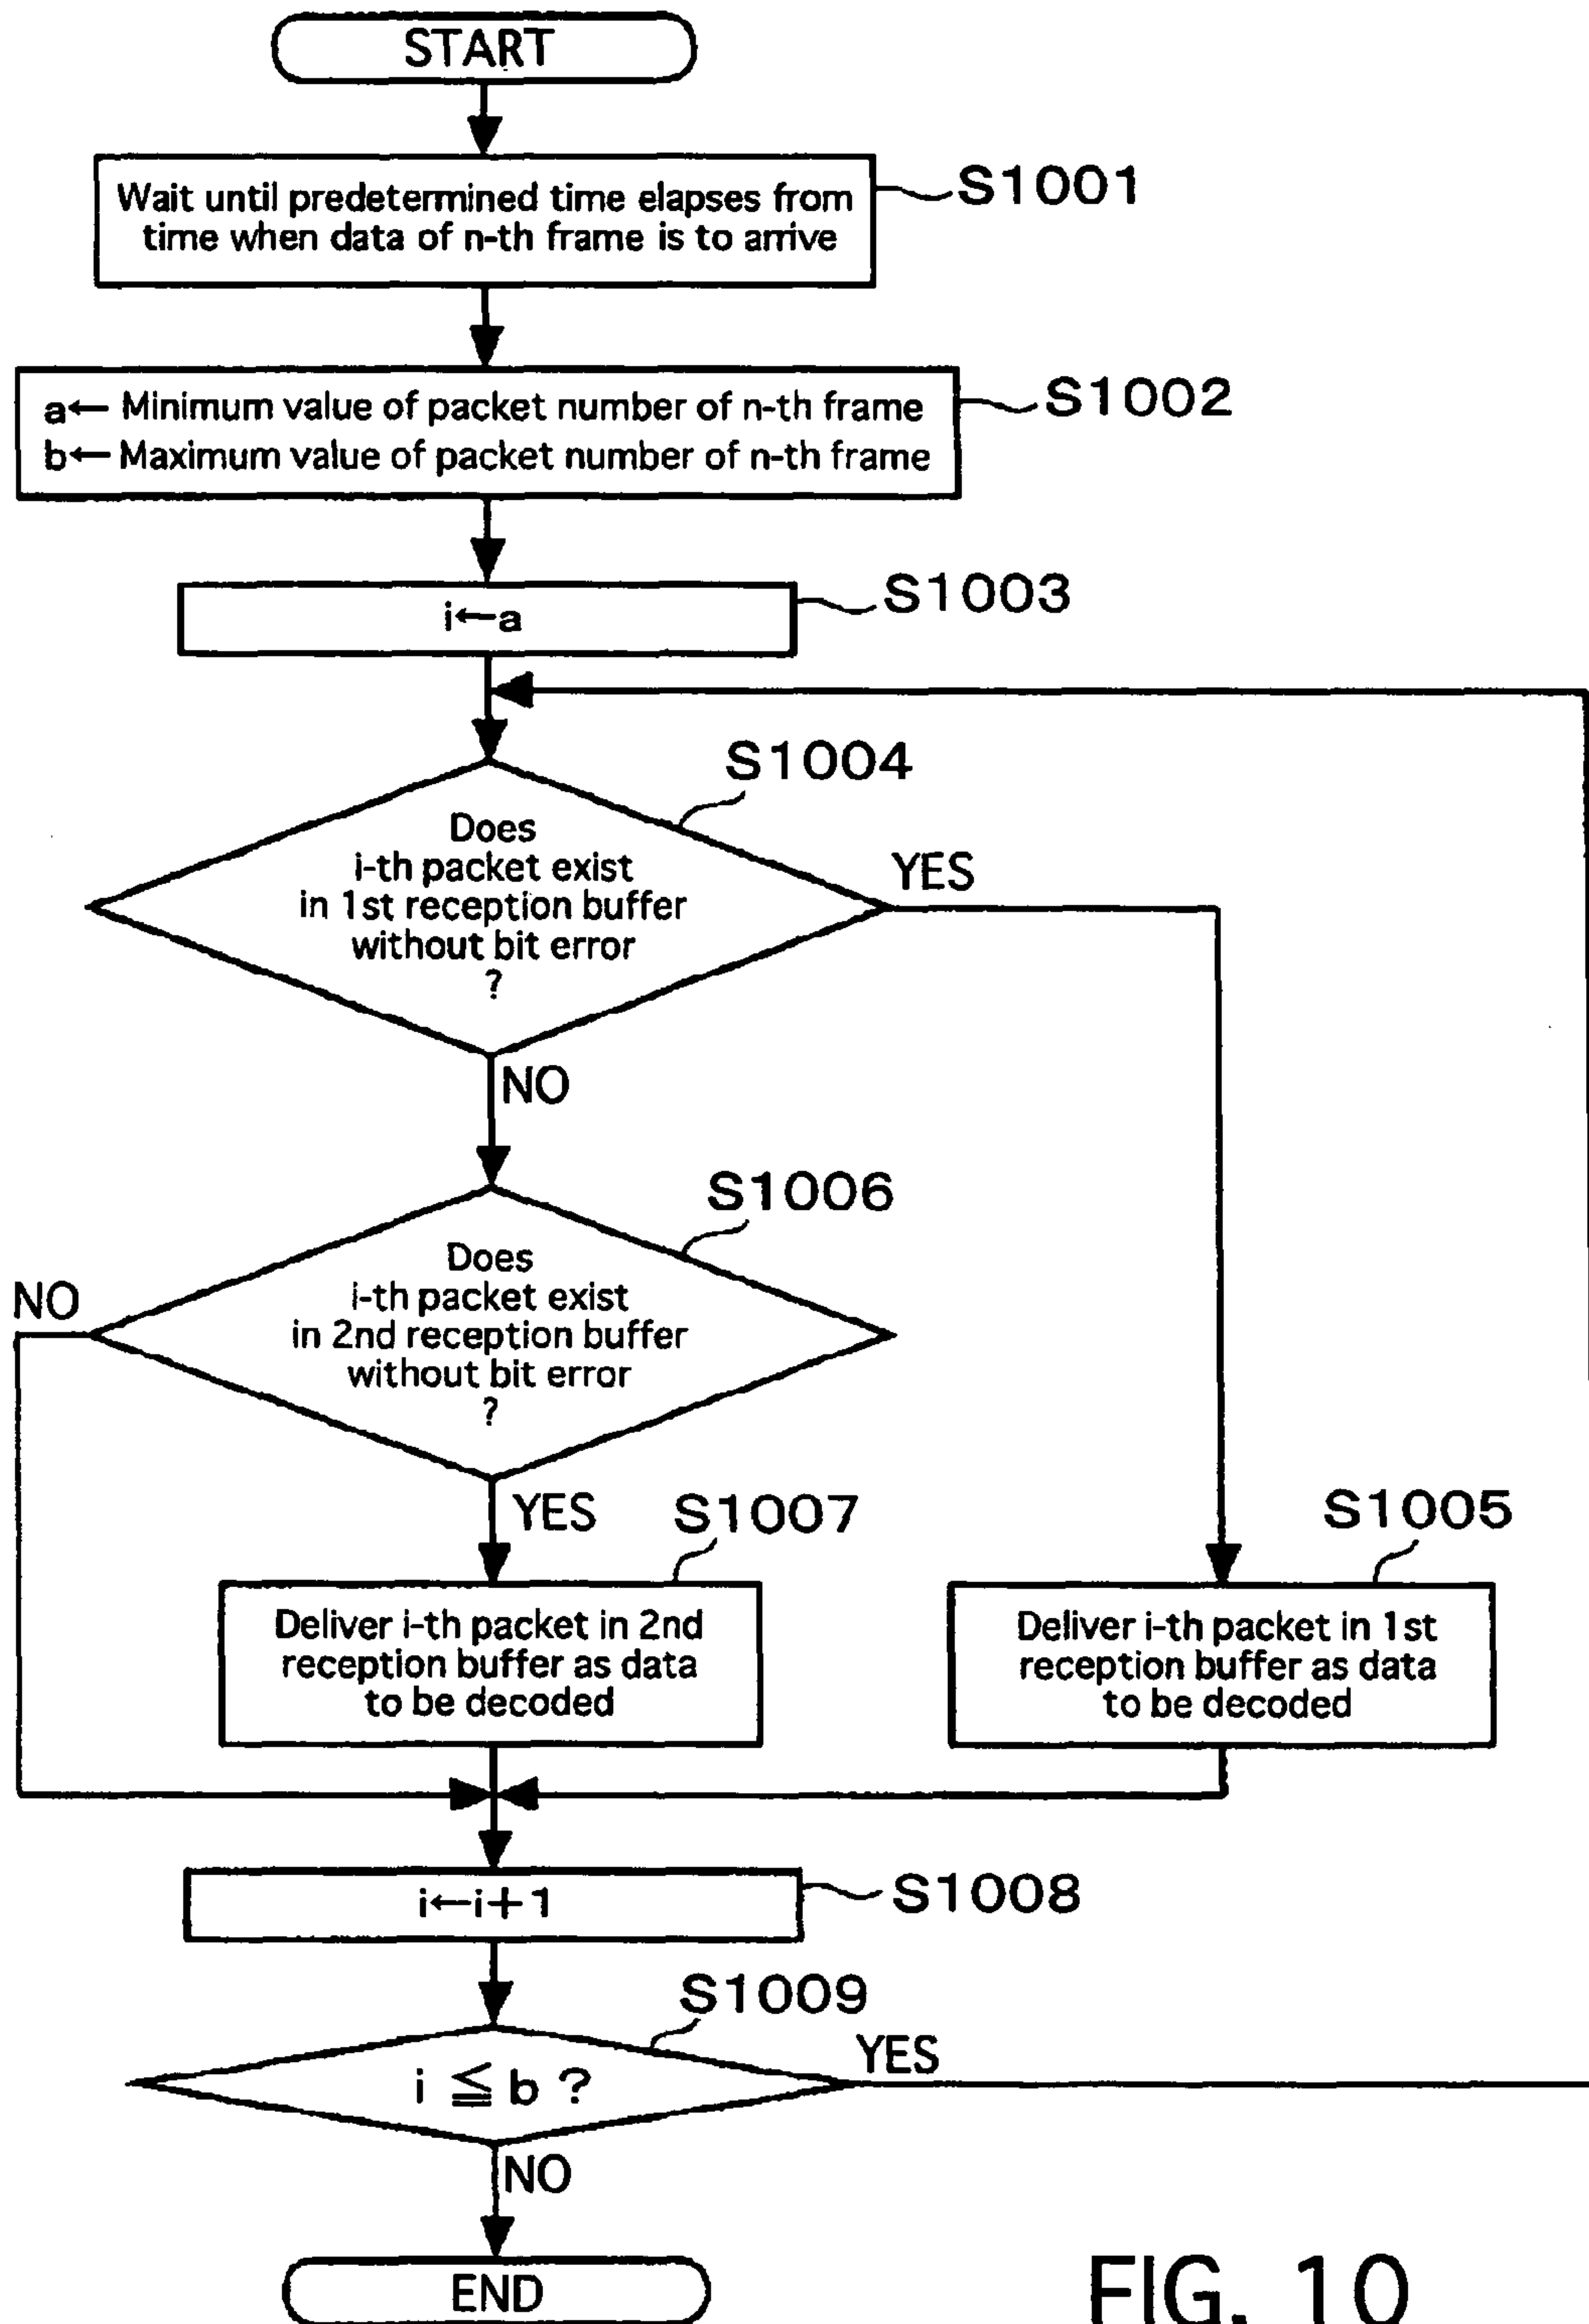 START
Wait until predetermined time elapses from
time when data of n-th frame is to arrive
S1001
a← Minimum value of packet number of n-th frame
b← Maximum value of packet number of n-th frame
S1002
i←a
S1003
S1004
Does
i-th packet exist
in 1st reception buffer
without bit error
?
YES
NO
S1006
Does
i-th packet exist
in 2nd reception buffer
without bit error
?
NO
YES
S1007
Deliver i-th packet in 2nd
reception buffer as data
to be decoded
S1005
Deliver i-th packet in 1st
reception buffer as data
to be decoded
i←i+1
S1008
S1009
i ≦ b ?
YES
NO
END
FIG. 10